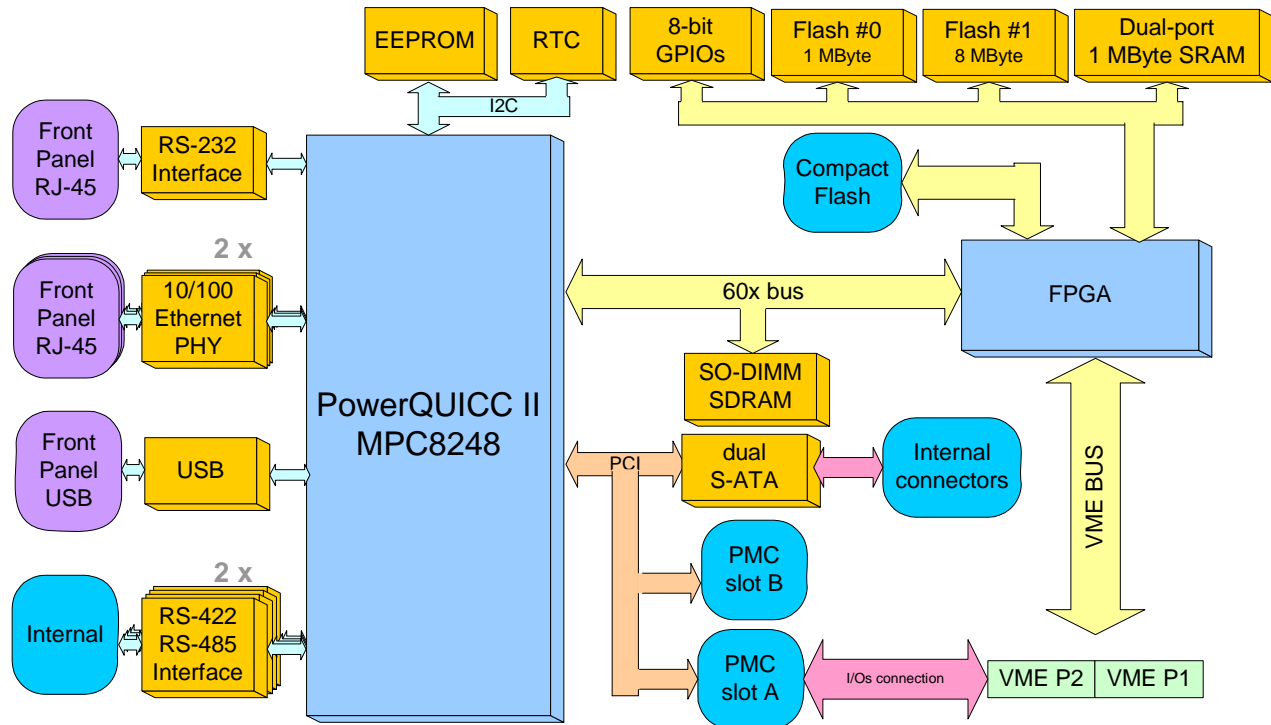 EEPROM
RTC
8-bit
GPIOs
Flash #0
1 MByte
Flash #1
8 MByte
Dual-port
1 MByte SRAM
I2C
Front
Panel
RJ-45
RS-232
Interface
Compact
Flash
2 x
Front
Panel
RJ-45
10/100
Ethernet
PHY
60x bus
FPGA
SO-DIMM
SDRAM
PowerQUICC II
MPC8248
Front
Panel
USB
USB
PCI
dual
S-ATA
Internal
connectors
VME BUS
PMC
slot B
2 x
Internal
RS-422
RS-485
Interface
PMC
slot A
I/Os connection
VME P2
VME P1